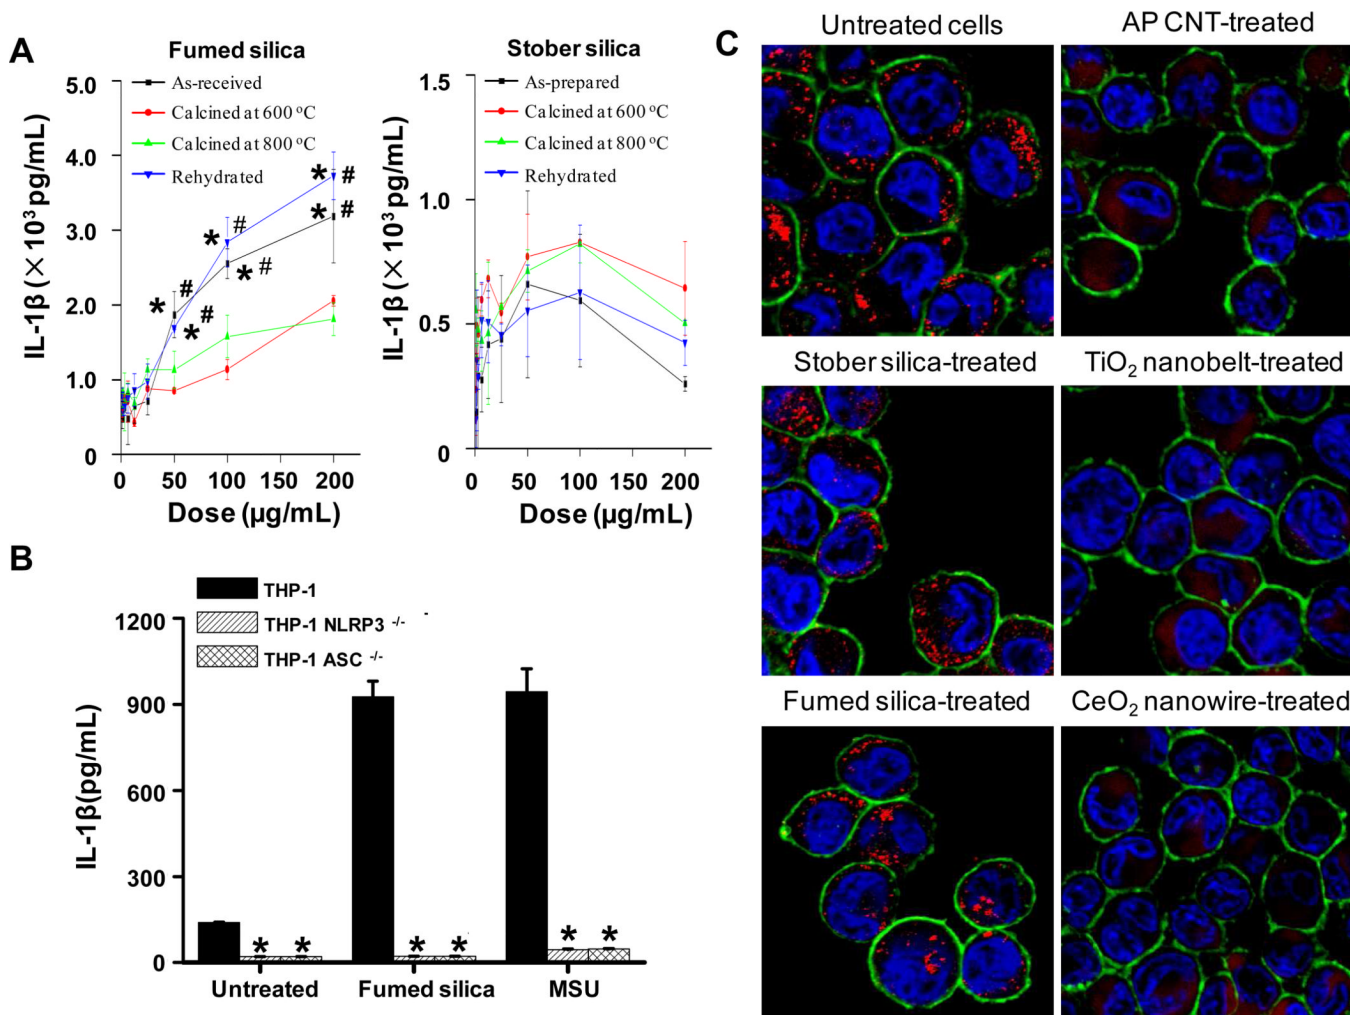 A
Fumed silica
As-received
Calcined at 600 °C
Calcined at 800 °C
Rehydrated
IL-1β (×10³ pg/mL)
5.0
4.0
3.0
2.0
1.0
0
* #
* #
* #
* #
* #
* #
0 50 100 150 200
Dose (µg/mL)
Stober silica
As-prepared
Calcined at 600 °C
Calcined at 800 °C
Rehydrated
IL-1β (×10³ pg/mL)
1.5
1.0
0.5
0
0 50 100 150 200
Dose (µg/mL)
B
THP-1
THP-1 NLRP3 -/- -
THP-1 ASC -/-
IL-1β(pg/mL)
1200
900
600
300
0
* * * * * *
Untreated Fumed silica MSU
C
Untreated cells
AP CNT-treated
Stober silica-treated
TiO₂ nanobelt-treated
Fumed silica-treated
CeO₂ nanowire-treated